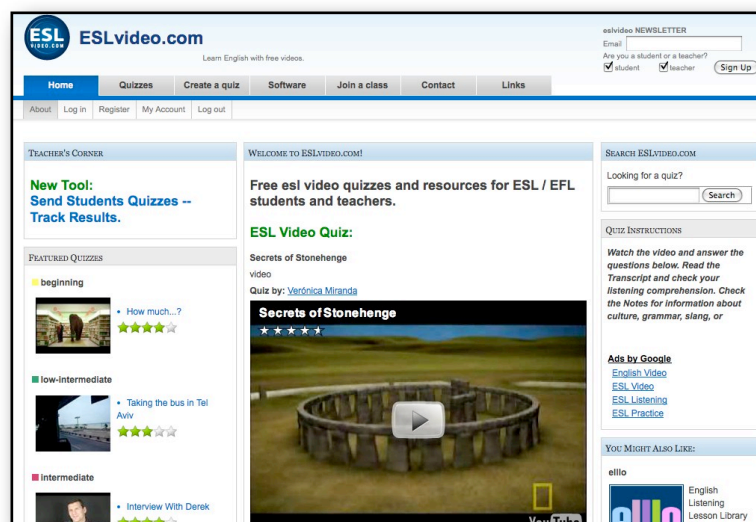 ESL
VIDEO.COM
ESLvideo.com
Learn English with free videos.
eslvideo NEWSLETTER
Email
Are you a student or a teacher?
student
teacher
Sign Up
Home
Quizzes
Create a quiz
Software
Join a class
Contact
Links
About
Log in
Register
My Account
Log out
TEACHER'S CORNER
New Tool:
Send Students Quizzes --
Track Results.
FEATURED QUIZZES
beginning
How much...?
low-intermediate
Taking the bus in Tel
Aviv
intermediate
Interview With Derek
WELCOME TO ESLVIDEO.COM!
Free esl video quizzes and resources for ESL / EFL
students and teachers.
ESL Video Quiz:
Secrets of Stonehenge
video
Quiz by: Verónica Miranda
Secrets of Stonehenge
You Tube
SEARCH ESLVIDEO.COM
Looking for a quiz?
Search
QUIZ INSTRUCTIONS
Watch the video and answer the
questions below. Read the
Transcript and check your
listening comprehension. Check
the Notes for information about
culture, grammar, slang, or
Ads by Google
English Video
ESL Video
ESL Listening
ESL Practice
YOU MIGHT ALSO LIKE:
elllo
elllo
English
Listening
Lesson Library